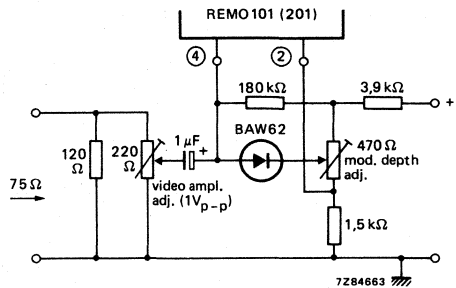 REMO101 (201)
4
2
180 kΩ
3,9 kΩ
+
BAW62
1 μF
+
120
Ω
220
Ω
470 Ω
mod. depth
adj.
75 Ω
video ampl.
adj. (1Vp-p)
1,5 kΩ
7Z84663